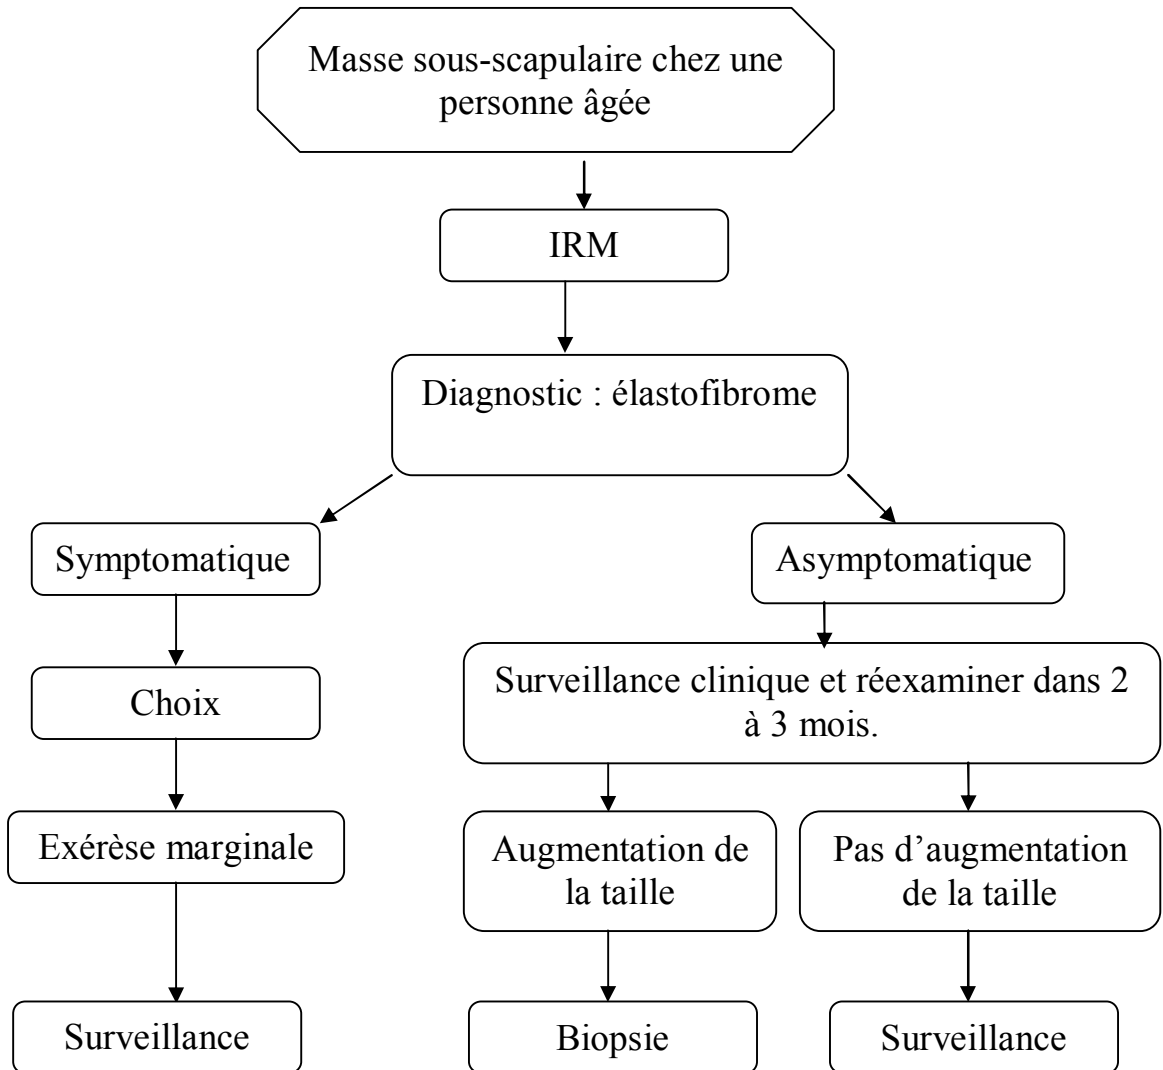 Masse sous-scapulaire chez une
personne âgée
IRM
Diagnostic : élastofibrome
Symptomatique
Asymptomatique
Choix
Surveillance clinique et réexaminer dans 2
à 3 mois.
Exérèse marginale
Augmentation de
la taille
Pas d’augmentation
de la taille
Surveillance
Biopsie
Surveillance